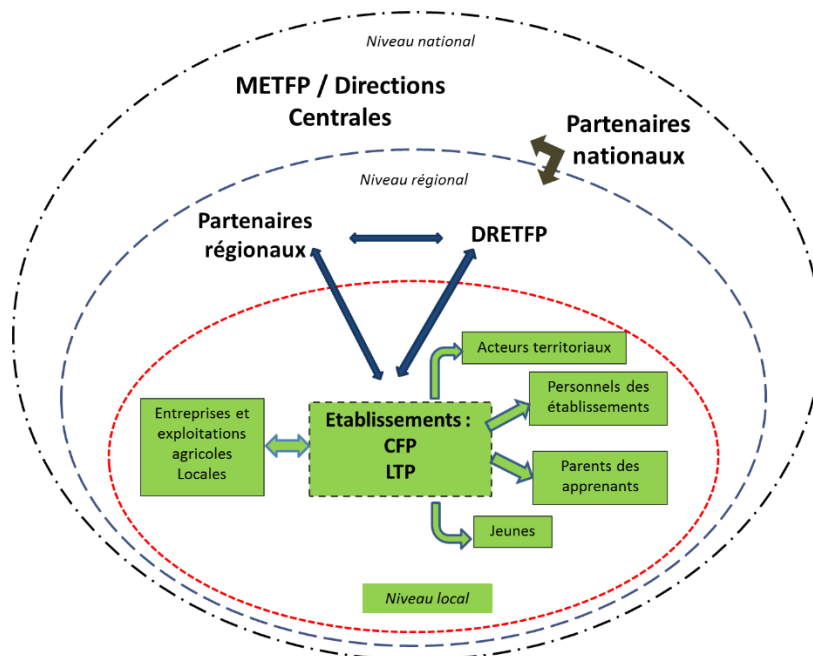 Niveau national
METFP / Directions
Centrales
Partenaires
nationaux
Niveau régional
Partenaires
régionaux
DRETFP
Acteurs territoriaux
Personnels des
établissements
Entreprises et
exploitations
agricoles
Locales
Etablissements :
CFP
LTP
Parents des
apprenants
Jeunes
Niveau local